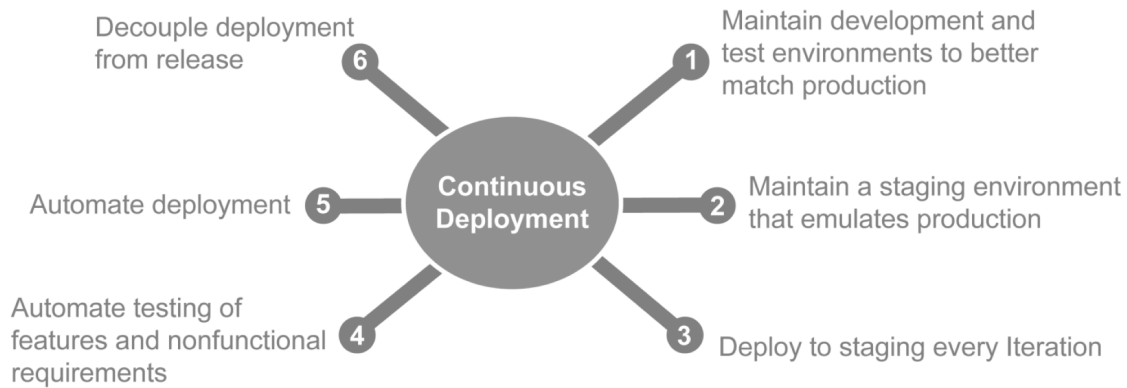 Continuous
Deployment
1
Maintain development and
test environments to better
match production
2
Maintain a staging environment
that emulates production
3
Deploy to staging every Iteration
4
Automate testing of
features and nonfunctional
requirements
5
Automate deployment
6
Decouple deployment
from release